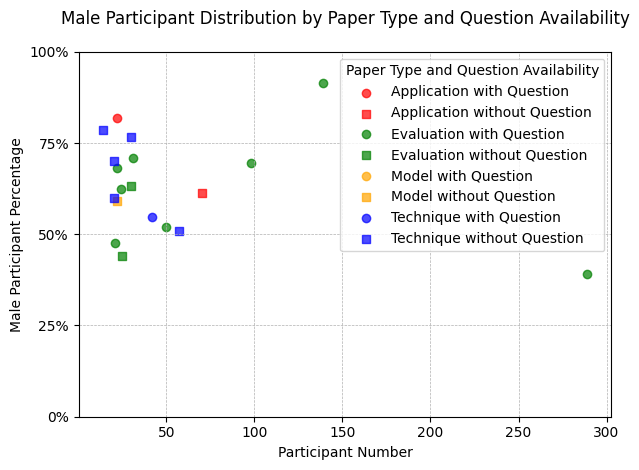 Male Participant Distribution by Paper Type and Question Availability
100%
75%
50%
25%
0%
Male Participant Percentage
Paper Type and Question Availability
Application with Question
Application without Question
Evaluation with Question
Evaluation without Question
Model with Question
Model without Question
Technique with Question
Technique without Question
50
100
150
200
250
300
Participant Number